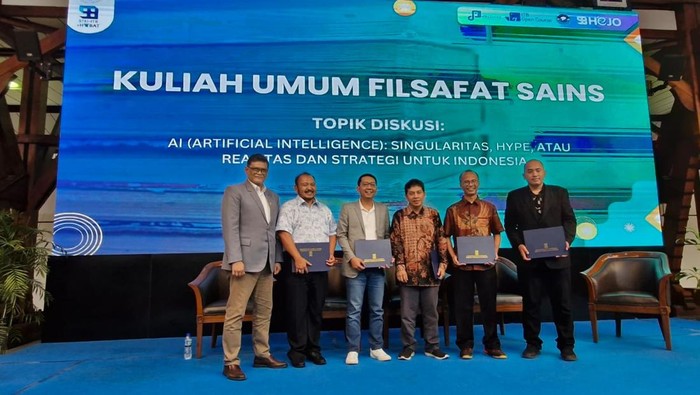 KULIAH UMUM FILSAFAT SAINS
TOPIK DISKUSI:
AI (ARTIFICIAL INTELLIGENCE): SINGULARITAS, HYPE, ATAU
REALITAS DAN STRATEGI UNTUK INDONESIA